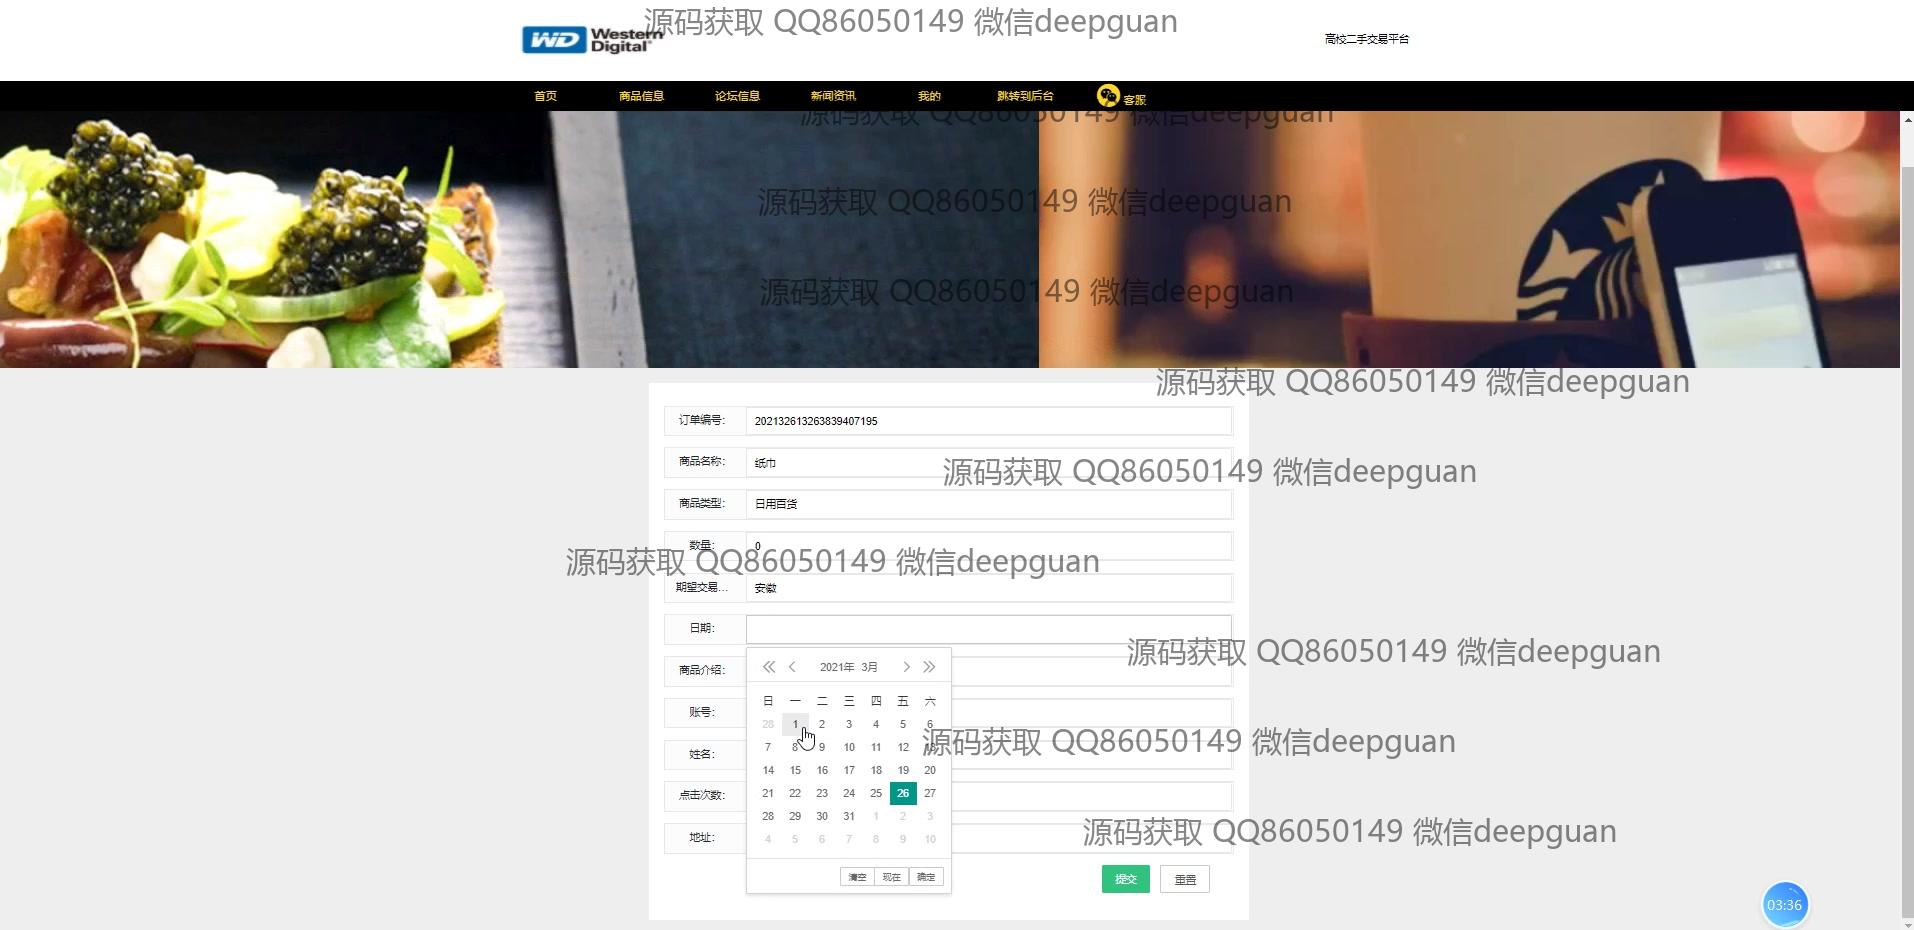 源码获取 QQ86050149 微信deepguan
WD Western Digital
高校二手交易平台
首页 商品信息 论坛信息 新闻资讯 我的 跳转到后台 客服
源码获取 QQ86050149 微信deepguan
源码获取 QQ86050149 微信deepguan
源码获取 QQ86050149 微信deepguan
源码获取 QQ86050149 微信deepguan
订单编号： 202132613263839407195
商品名称： 纸巾
源码获取 QQ86050149 微信deepguan
商品类型： 日用百货
数量： 0
源码获取 QQ86050149 微信deepguan
期望交易... 安徽
日期：
源码获取 QQ86050149 微信deepguan
商品介绍：
账号：
姓名：
点击次数：
地址：
2021年 3月
日 一 二 三 四 五 六
28 1 2 3 4 5 6
7 8 9 10 11 12 13
14 15 16 17 18 19 20
21 22 23 24 25 26 27
28 29 30 31 1 2 3
4 5 6 7 8 9 10
清空 现在 确定
源码获取 QQ86050149 微信deepguan
源码获取 QQ86050149 微信deepguan
提交 重置
03:36